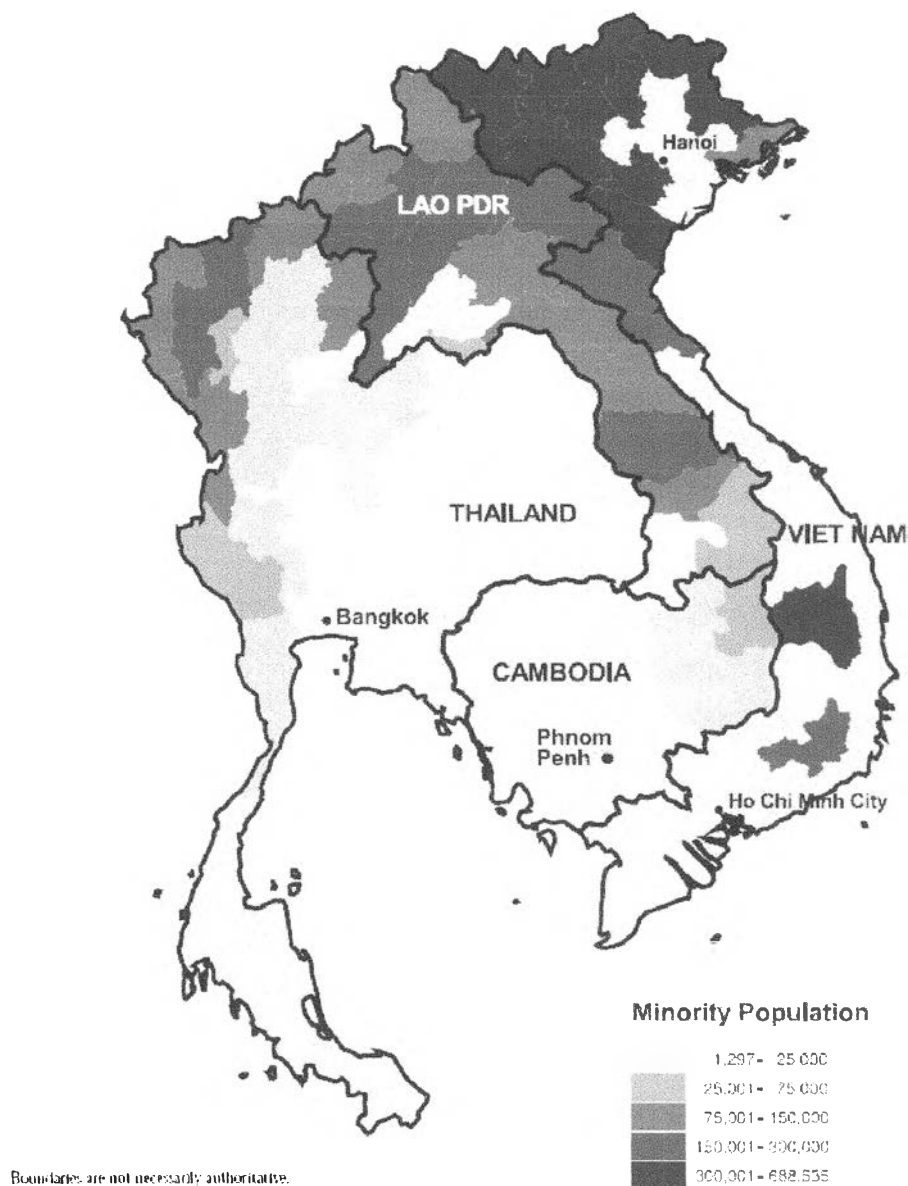 Hanoi
LAO PDR
THAILAND
VIET NAM
Bangkok
CAMBODIA
Phnom
Penh
Ho Chi Minh City
Minority Population
1,297 - 25,000
25,001 - 75,000
75,001 - 150,000
150,001 - 300,000
300,001 - 688,535
Boundaries are not necessarily authoritative.